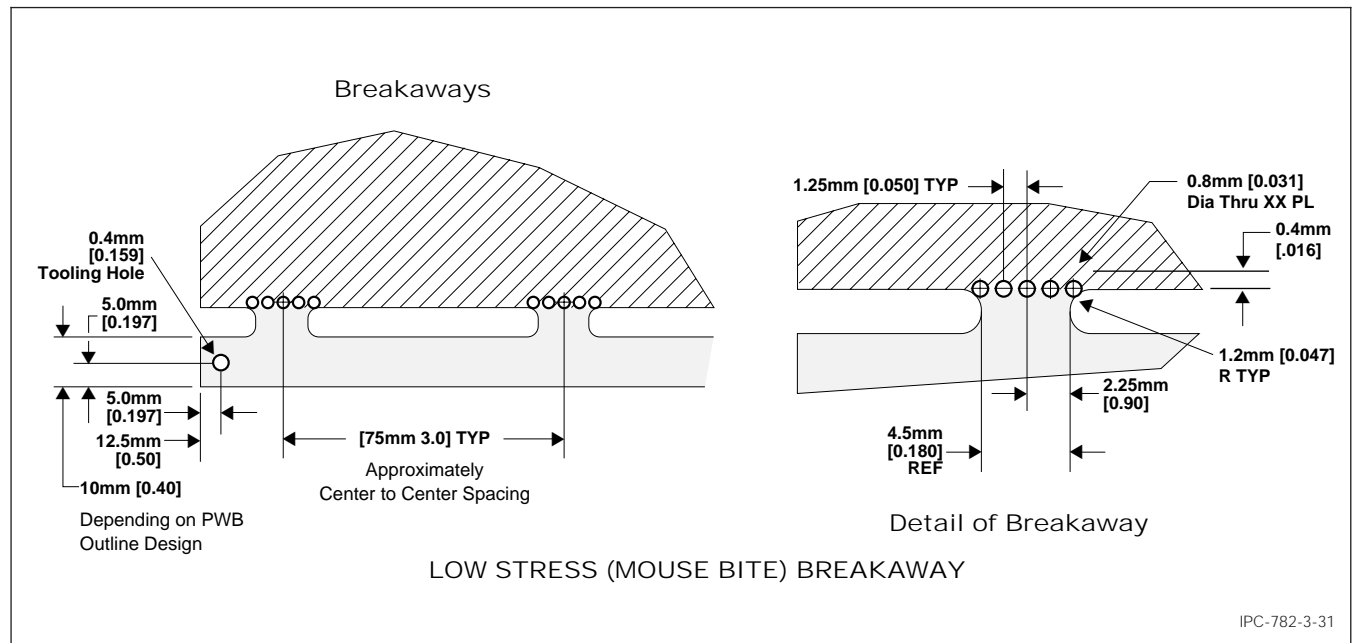 Breakaways
0.4mm
[0.159]
Tooling Hole
5.0mm
[0.197]
5.0mm
[0.197]
12.5mm
[0.50]
10mm [0.40]
Depending on PWB
Outline Design
[75mm 3.0] TYP
Approximately
Center to Center Spacing
1.25mm [0.050] TYP
0.8mm [0.031]
Dia Thru XX PL
0.4mm
[.016]
1.2mm [0.047]
R TYP
2.25mm
[0.90]
4.5mm
[0.180]
REF
Detail of Breakaway
LOW STRESS (MOUSE BITE) BREAKAWAY
IPC-782-3-31